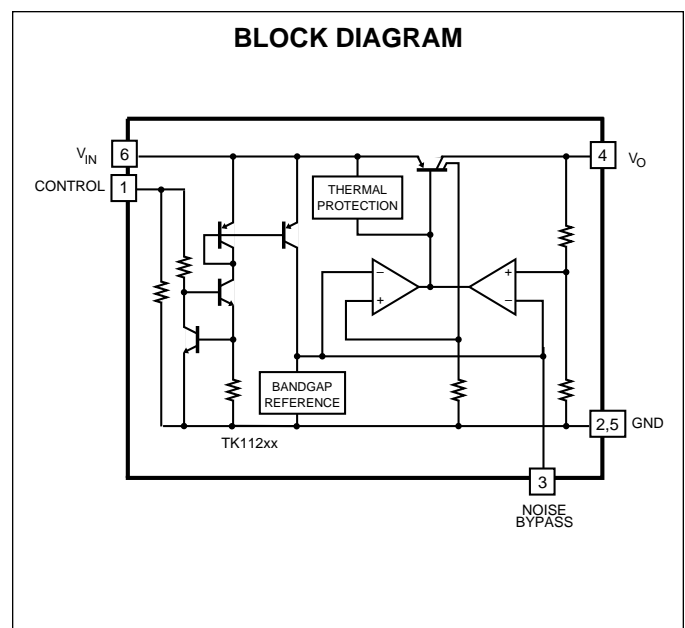 BLOCK DIAGRAM
VIN
6
4
VO
CONTROL
1
THERMAL
PROTECTION
−
+
+
−
BANDGAP
REFERENCE
2,5
GND
TK112xx
3
NOISE
BYPASS